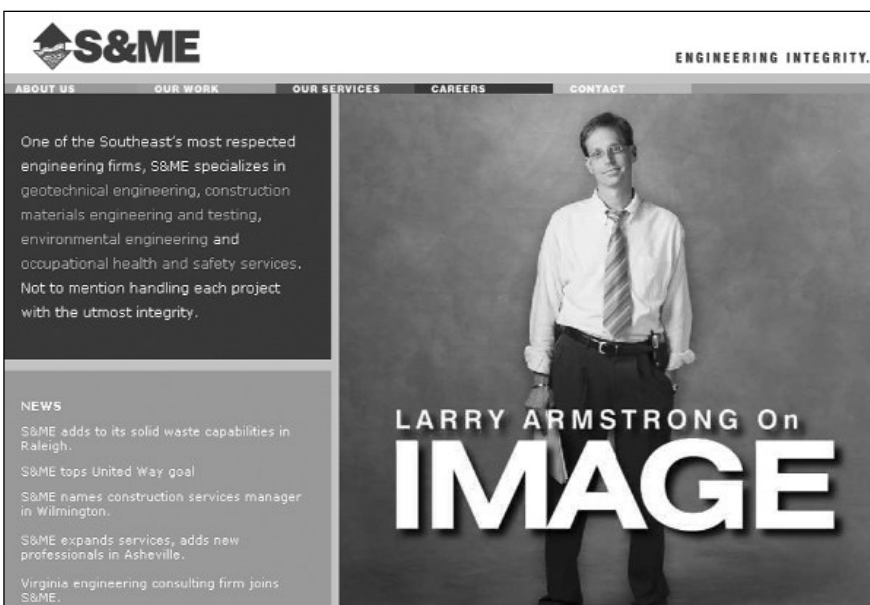 S&ME
ENGINEERING INTEGRITY.
ABOUT US OUR WORK OUR SERVICES CAREERS CONTACT
One of the Southeast's most respected
engineering firms, S&ME specializes in
geotechnical engineering, construction
materials engineering and testing,
environmental engineering and
occupational health and safety services.
Not to mention handling each project
with the utmost integrity.
NEWS
S&ME adds to its solid waste capabilities in
Raleigh.
S&ME tops United Way goal
S&ME names construction services manager
in Wilmington.
S&ME expands services, adds new
professionals in Asheville.
Virginia engineering consulting firm joins
S&ME.
LARRY ARMSTRONG On
IMAGE